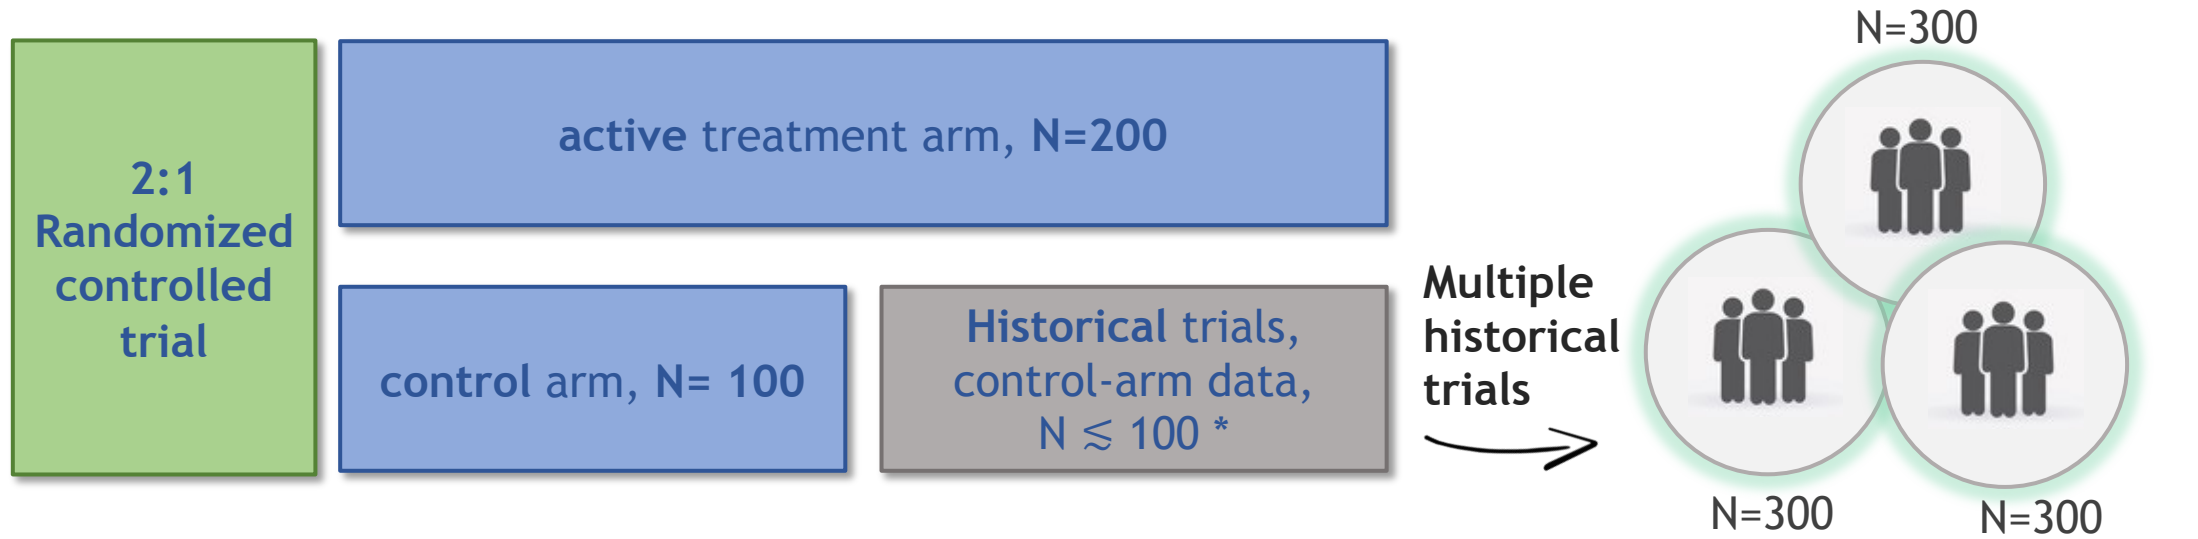 2:1
Randomized
controlled
trial
active treatment arm, N=200
control arm, N= 100
Historical trials,
control-arm data,
N ≲ 100 *
Multiple
historical
trials
N=300
N=300
N=300